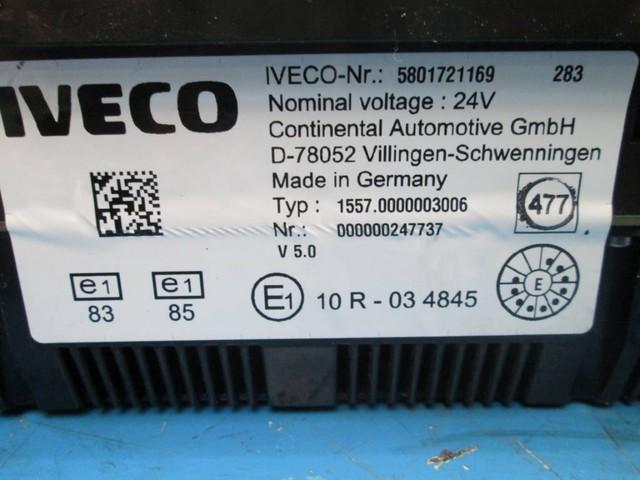 IVECO
IVECO-Nr.: 5801721169 283
Nominal voltage : 24V
Continental Automotive GmbH
D-78052 Villingen-Schwenningen
Made in Germany
Typ : 1557.0000003006
Nr.: 000000247737
V 5.0
477
e1 83
e1 85
E1 10 R - 03 4845
E